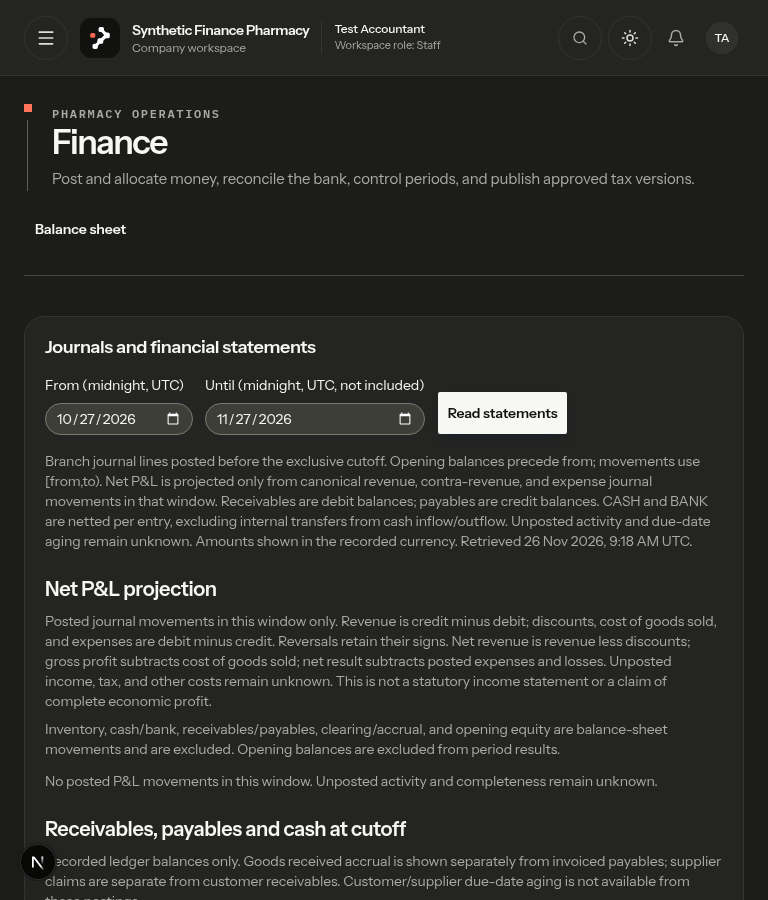 Synthetic Finance Pharmacy
Company workspace
Test Accountant
Workspace role: Staff
TA
PHARMACY OPERATIONS
Finance
Post and allocate money, reconcile the bank, control periods, and publish approved tax versions.
Balance sheet
Journals and financial statements
From (midnight, UTC) Until (midnight, UTC, not included)
10/27/2026 11/27/2026 Read statements
Branch journal lines posted before the exclusive cutoff. Opening balances precede from; movements use
[from,to). Net P&L is projected only from canonical revenue, contra-revenue, and expense journal
movements in that window. Receivables are debit balances; payables are credit balances. CASH and BANK
are netted per entry, excluding internal transfers from cash inflow/outflow. Unposted activity and due-date
aging remain unknown. Amounts shown in the recorded currency. Retrieved 26 Nov 2026, 9:18 AM UTC.
Net P&L projection
Posted journal movements in this window only. Revenue is credit minus debit; discounts, cost of goods sold,
and expenses are debit minus credit. Reversals retain their signs. Net revenue is revenue less discounts;
gross profit subtracts cost of goods sold; net result subtracts posted expenses and losses. Unposted
income, tax, and other costs remain unknown. This is not a statutory income statement or a claim of
complete economic profit.
Inventory, cash/bank, receivables/payables, clearing/accrual, and opening equity are balance-sheet
movements and are excluded. Opening balances are excluded from period results.
No posted P&L movements in this window. Unposted activity and completeness remain unknown.
Receivables, payables and cash at cutoff
ecorded ledger balances only. Goods received accrual is shown separately from invoiced payables; supplier
claims are separate from customer receivables. Customer/supplier due-date aging is not available from
N